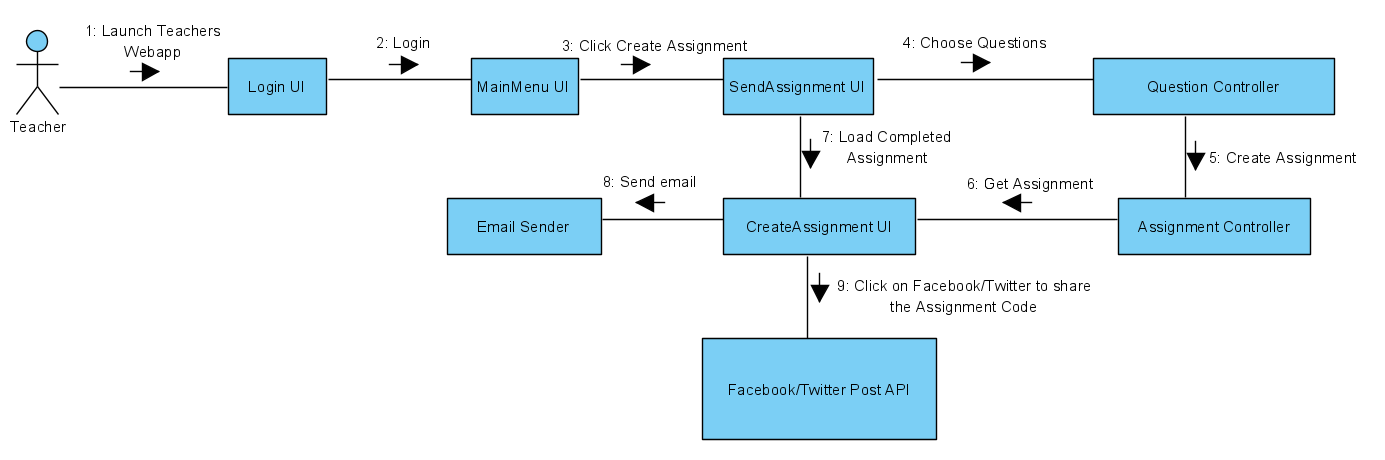 1: Launch Teachers
Webapp
2: Login
3: Click Create Assignment
4: Choose Questions
Login UI
MainMenu UI
SendAssignment UI
Question Controller
Teacher
7: Load Completed
Assignment
5: Create Assignment
8: Send email
6: Get Assignment
Email Sender
CreateAssignment UI
Assignment Controller
9: Click on Facebook/Twitter to share
the Assignment Code
Facebook/Twitter Post API